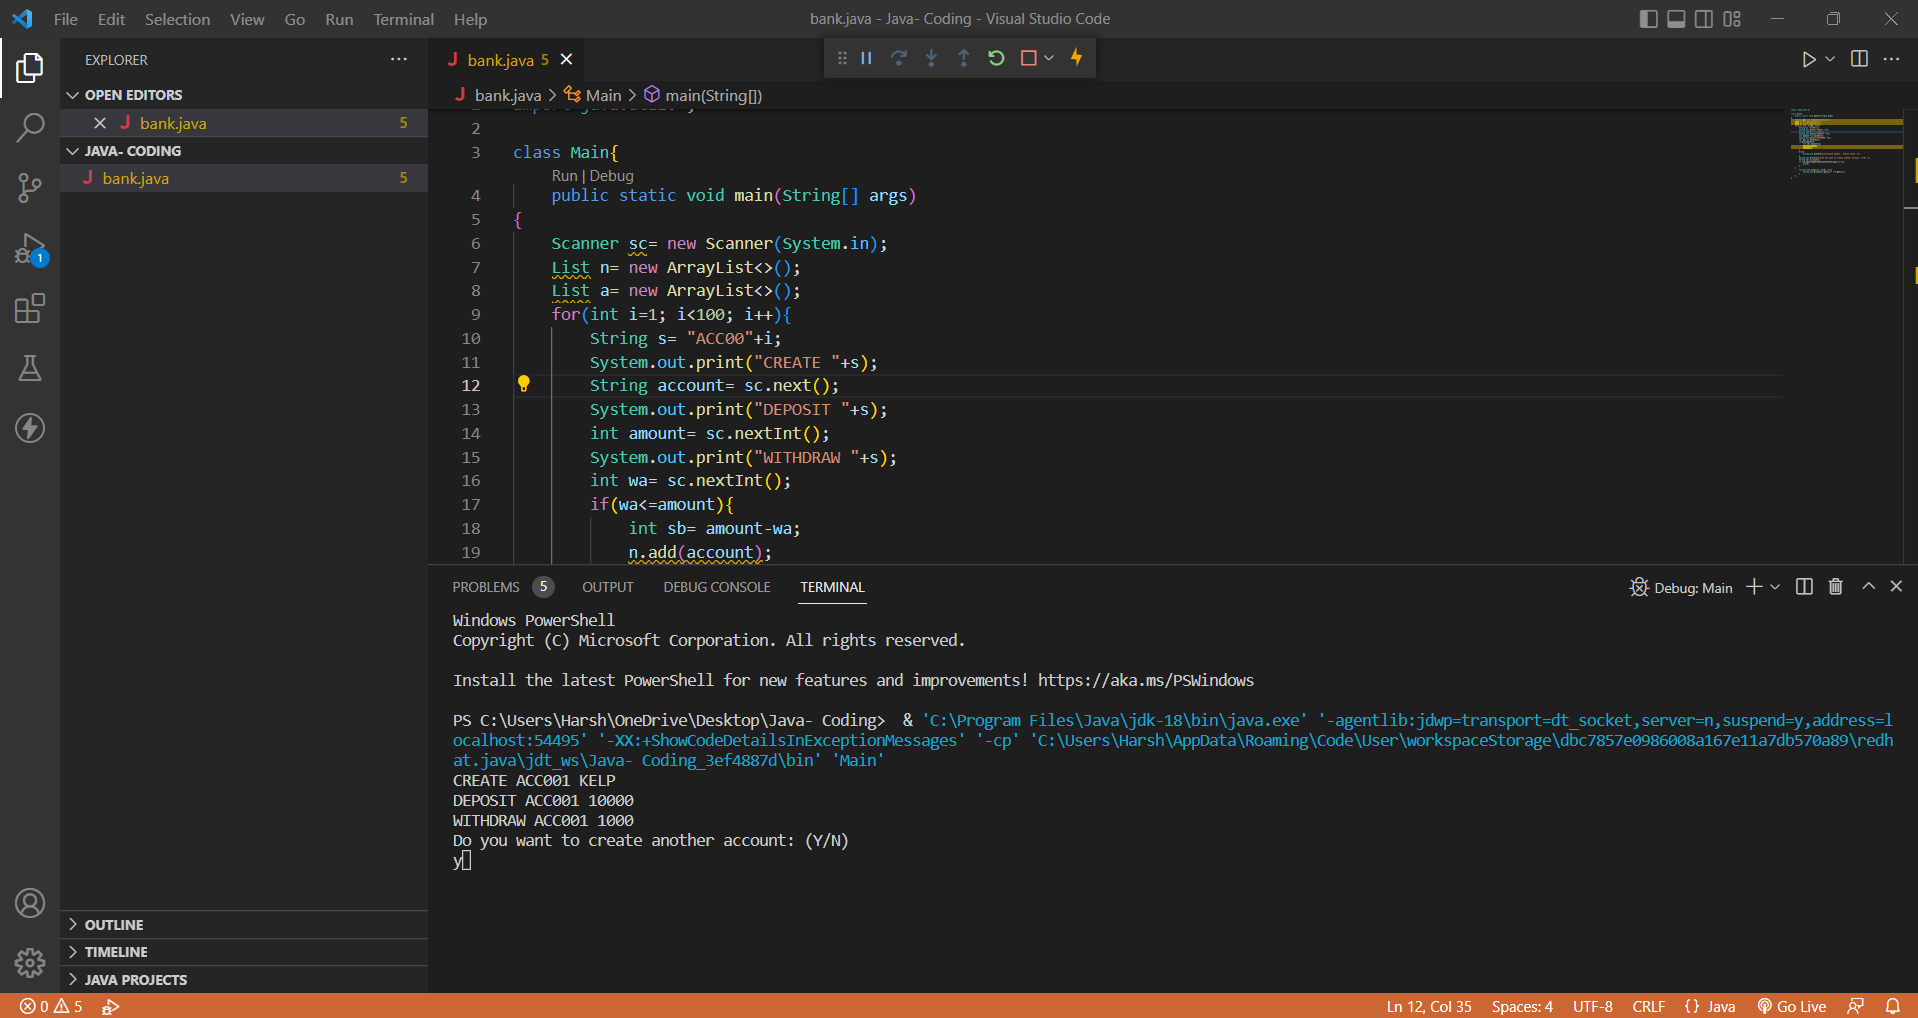 File Edit Selection View Go Run Terminal Help
bank.java - Java- Coding - Visual Studio Code
EXPLORER
OPEN EDITORS
bank.java 5
JAVA- CODING
bank.java 5
1
OUTLINE
TIMELINE
JAVA PROJECTS
bank.java 5
bank.java > Main > main(String[])
2
3 class Main{
Run | Debug
4 public static void main(String[] args)
5 {
6 Scanner sc= new Scanner(System.in);
7 List n= new ArrayList<>();
8 List a= new ArrayList<>();
9 for(int i=1; i<100; i++){
10 String s= "ACC00"+i;
11 System.out.print("CREATE "+s);
12 String account= sc.next();
13 System.out.print("DEPOSIT "+s);
14 int amount= sc.nextInt();
15 System.out.print("WITHDRAW "+s);
16 int wa= sc.nextInt();
17 if(wa<=amount){
18 int sb= amount-wa;
19 n.add(account);
PROBLEMS 5 OUTPUT DEBUG CONSOLE TERMINAL
Debug: Main
Windows PowerShell
Copyright (C) Microsoft Corporation. All rights reserved.
Install the latest PowerShell for new features and improvements! https://aka.ms/PSWindows
PS C:\Users\Harsh\OneDrive\Desktop\Java- Coding>  & 'C:\Program Files\Java\jdk-18\bin\java.exe' '-agentlib:jdwp=transport=dt_socket,server=n,suspend=y,address=l
ocalhost:54495' '-XX:+ShowCodeDetailsInExceptionMessages' '-cp' 'C:\Users\Harsh\AppData\Roaming\Code\User\workspaceStorage\dbc7857e0986008a167e11a7db570a89\redh
at.java\jdt_ws\Java- Coding_3ef4887d\bin' 'Main'
CREATE ACC001 KELP
DEPOSIT ACC001 10000
WITHDRAW ACC001 1000
Do you want to create another account: (Y/N)
y
0 5
Ln 12, Col 35 Spaces: 4 UTF-8 CRLF {} Java Go Live